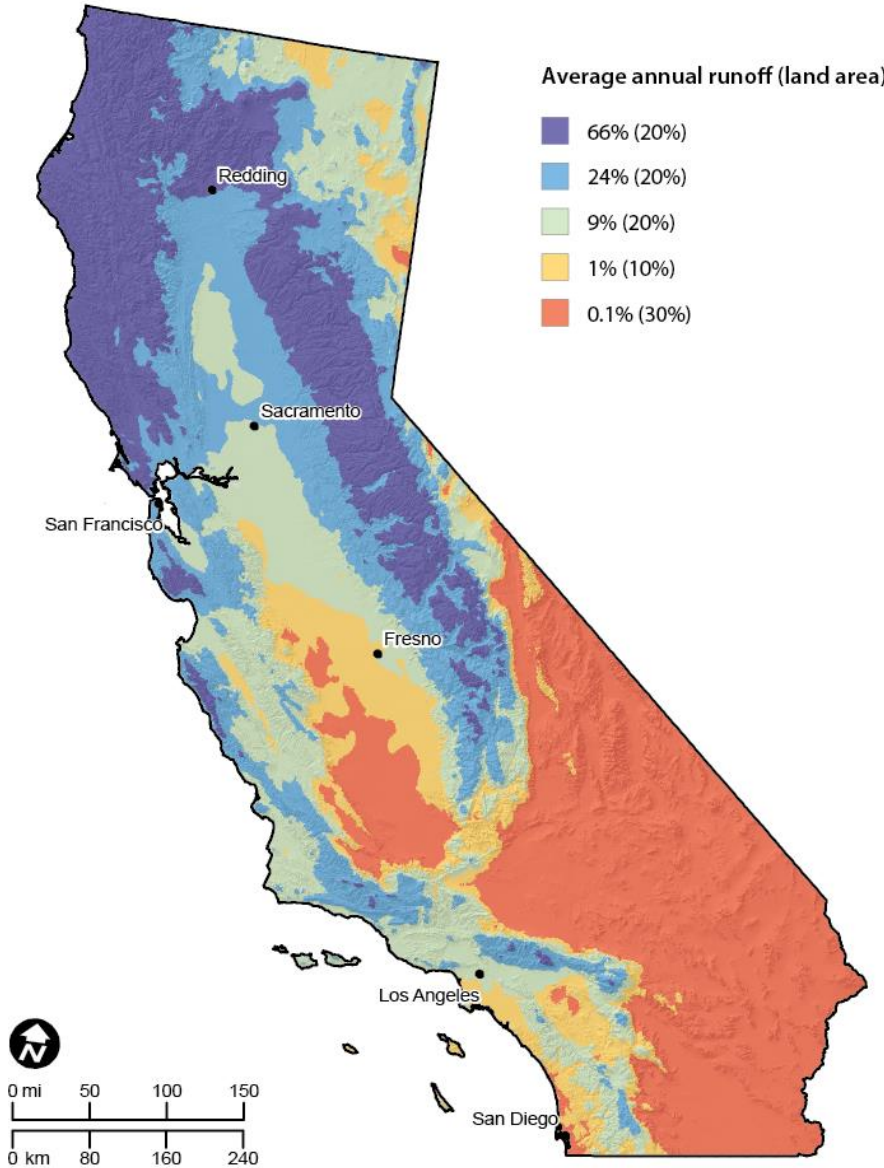 Average annual runoff (land area)
66% (20%)
24% (20%)
9% (20%)
1% (10%)
0.1% (30%)
Redding
Sacramento
San Francisco
Fresno
Los Angeles
San Diego
N
0 mi 50 100 150
0 km 80 160 240